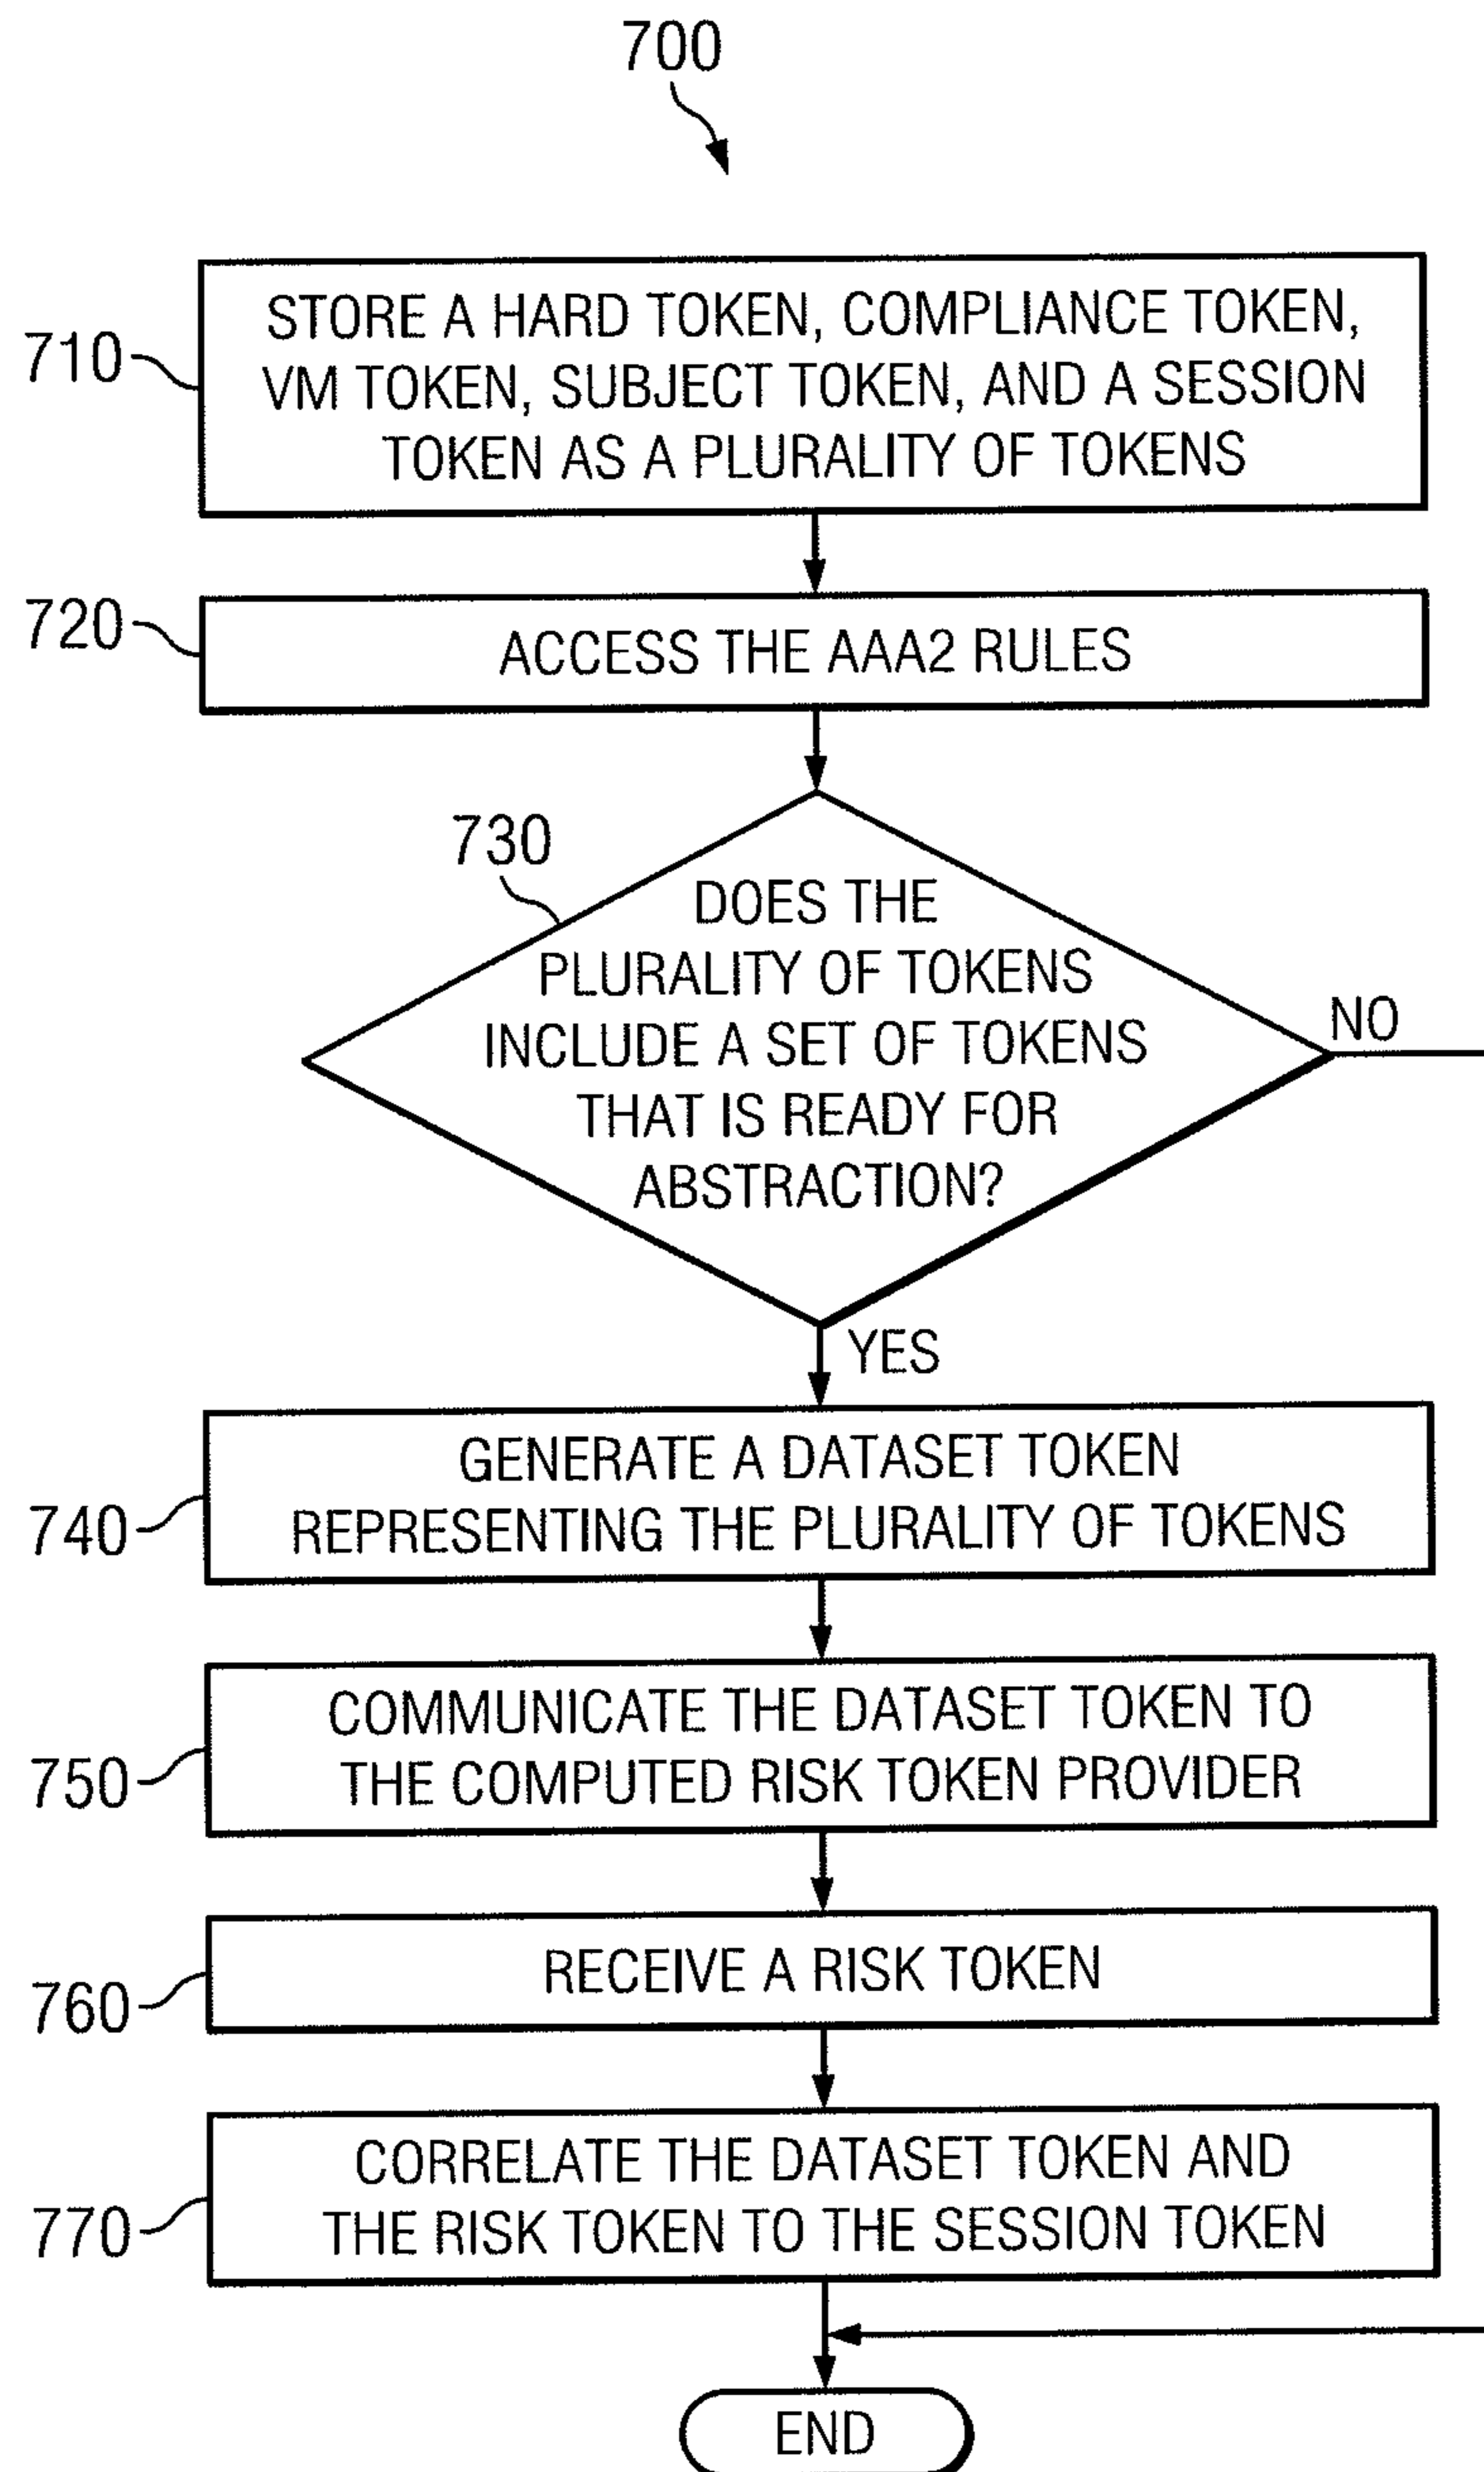 700
710
STORE A HARD TOKEN, COMPLIANCE TOKEN,
VM TOKEN, SUBJECT TOKEN, AND A SESSION
TOKEN AS A PLURALITY OF TOKENS
720
ACCESS THE AAA2 RULES
730
DOES THE
PLURALITY OF TOKENS
INCLUDE A SET OF TOKENS
THAT IS READY FOR
ABSTRACTION?
NO
YES
740
GENERATE A DATASET TOKEN
REPRESENTING THE PLURALITY OF TOKENS
750
COMMUNICATE THE DATASET TOKEN TO
THE COMPUTED RISK TOKEN PROVIDER
760
RECEIVE A RISK TOKEN
770
CORRELATE THE DATASET TOKEN AND
THE RISK TOKEN TO THE SESSION TOKEN
END